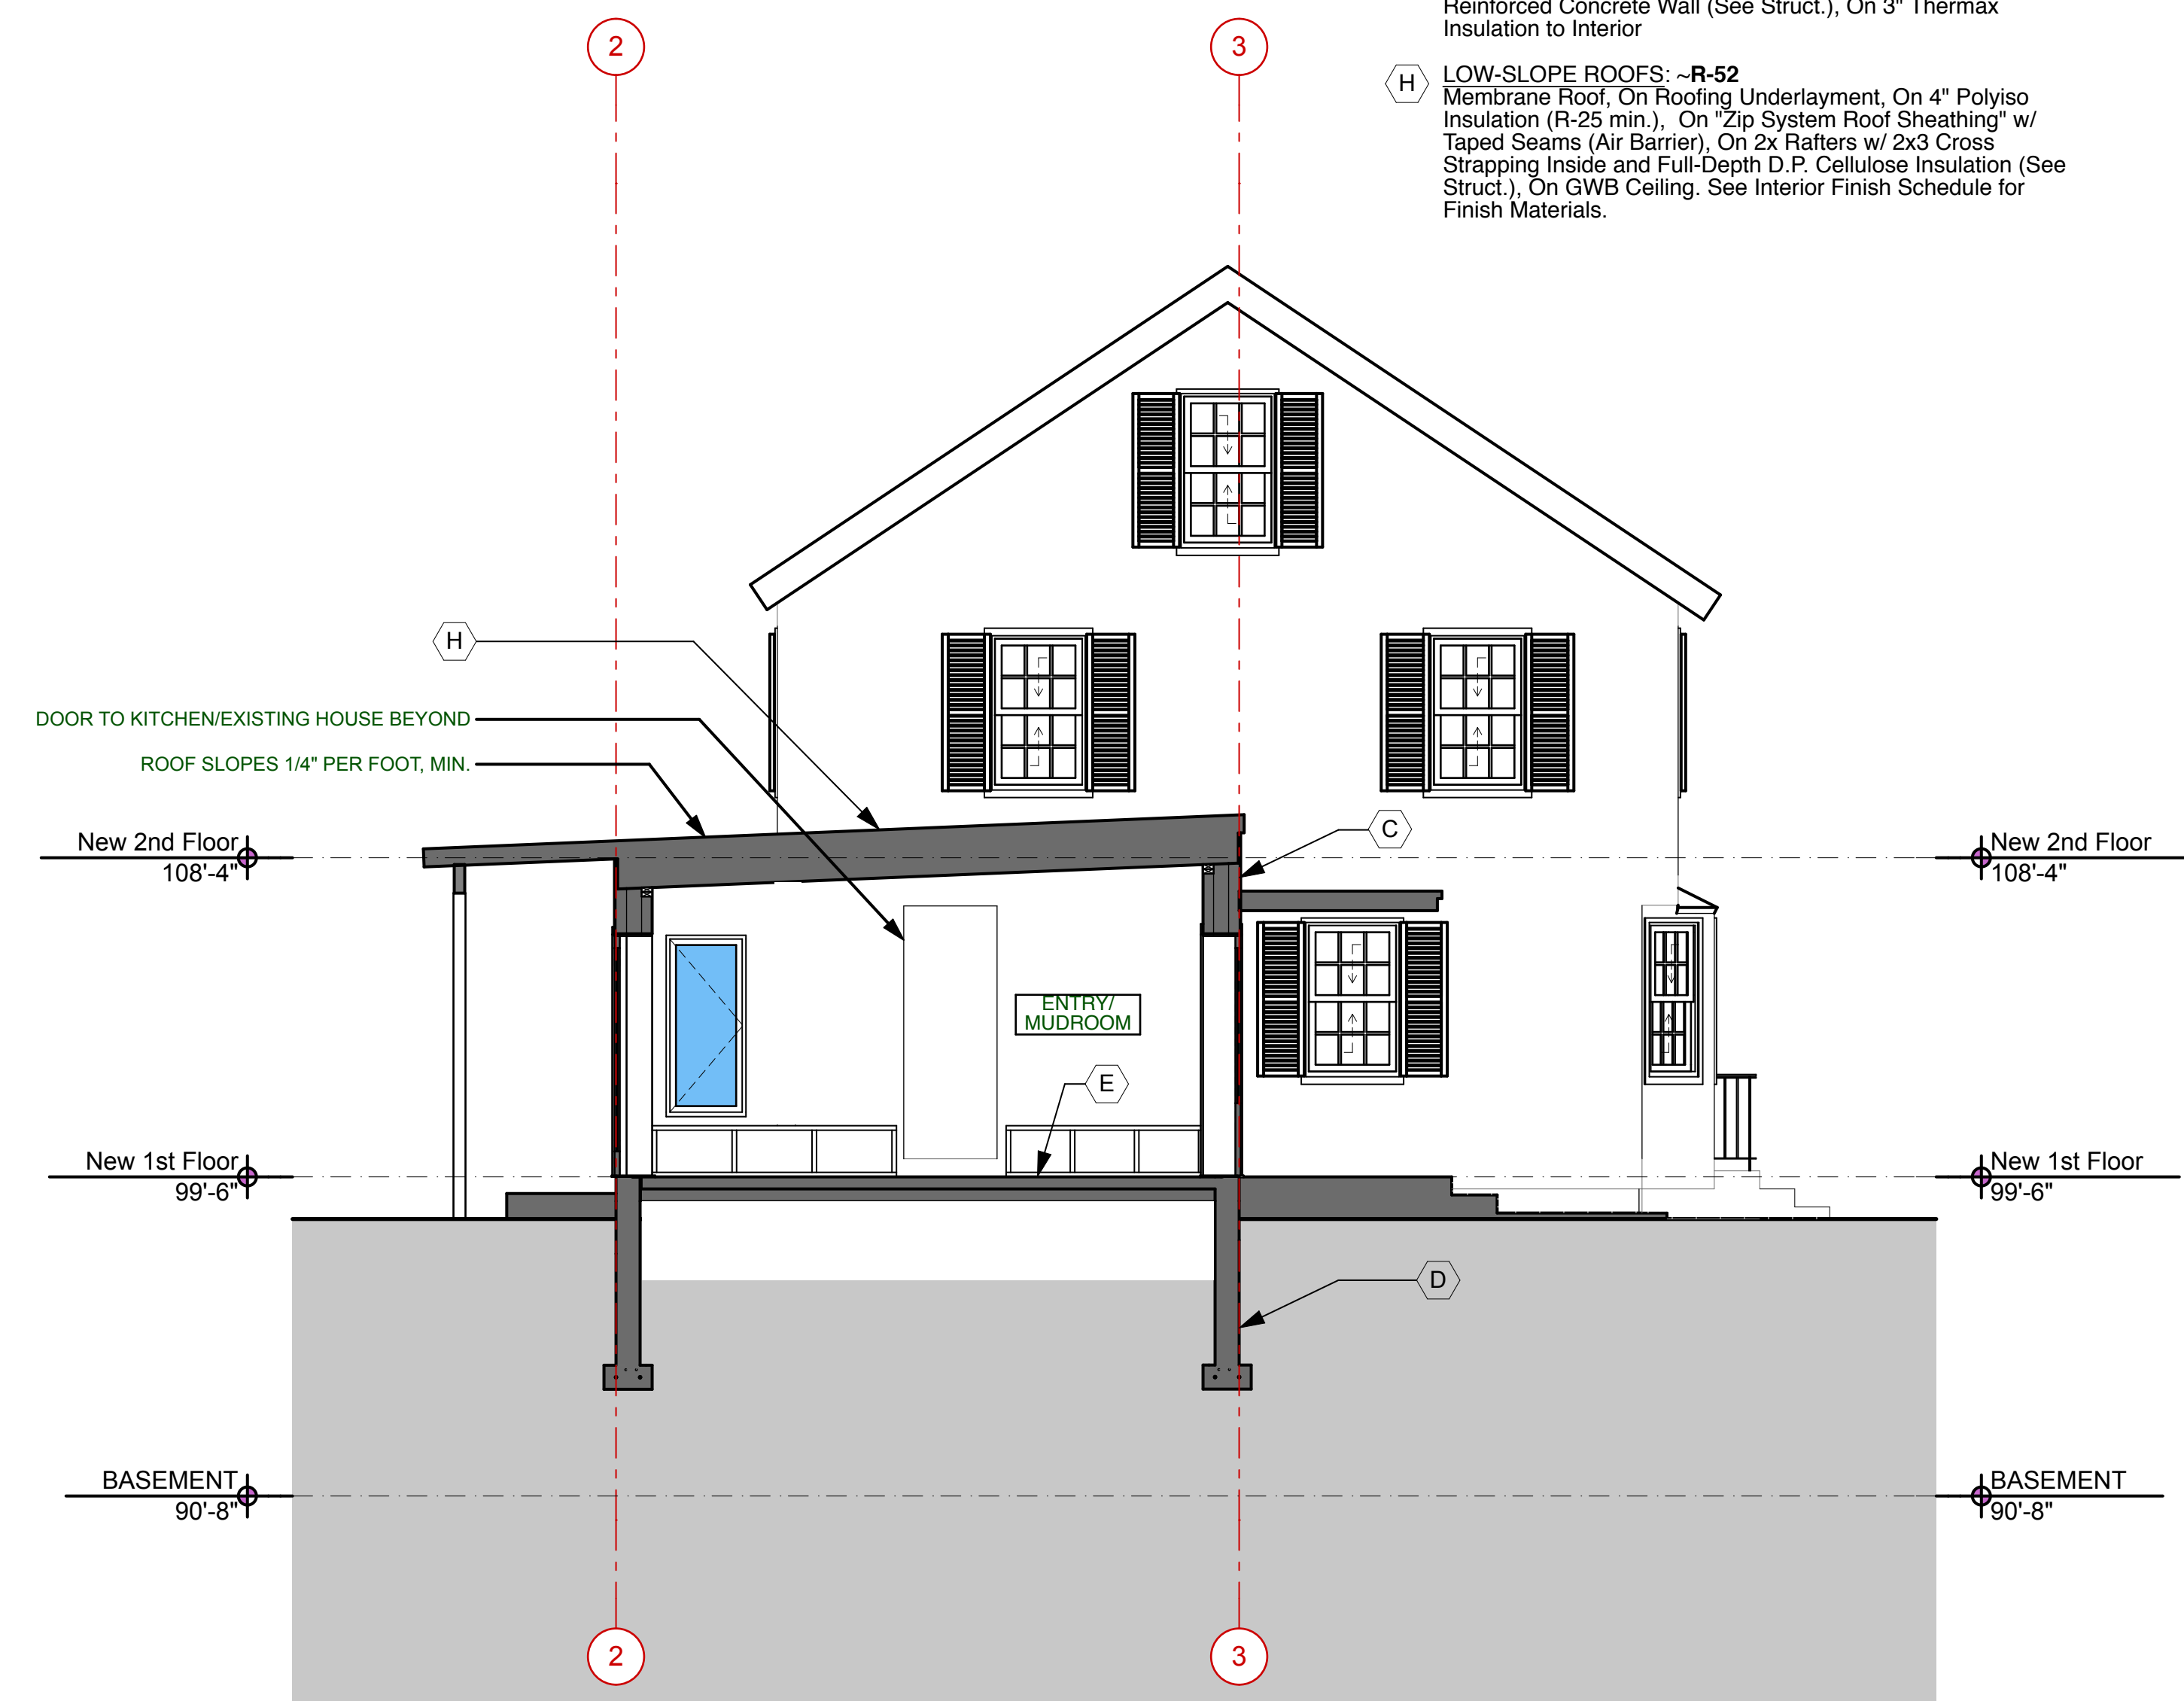 Reinforced Concrete Wall (See Struct.), On 3" Thermax
Insulation to Interior
2
3
H
LOW-SLOPE ROOFS: ~R-52
Membrane Roof, On Roofing Underlayment, On 4" Polyiso
Insulation (R-25 min.), On "Zip System Roof Sheathing" w/
Taped Seams (Air Barrier), On 2x Rafters w/ 2x3 Cross
Strapping Inside and Full-Depth D.P. Cellulose Insulation (See
Struct.), On GWB Ceiling. See Interior Finish Schedule for
Finish Materials.
H
DOOR TO KITCHEN/EXISTING HOUSE BEYOND
ROOF SLOPES 1/4" PER FOOT, MIN.
C
New 2nd Floor
108'-4"
New 2nd Floor
108'-4"
ENTRY/
MUDROOM
E
New 1st Floor
99'-6"
New 1st Floor
99'-6"
D
BASEMENT
90'-8"
BASEMENT
90'-8"
2
3